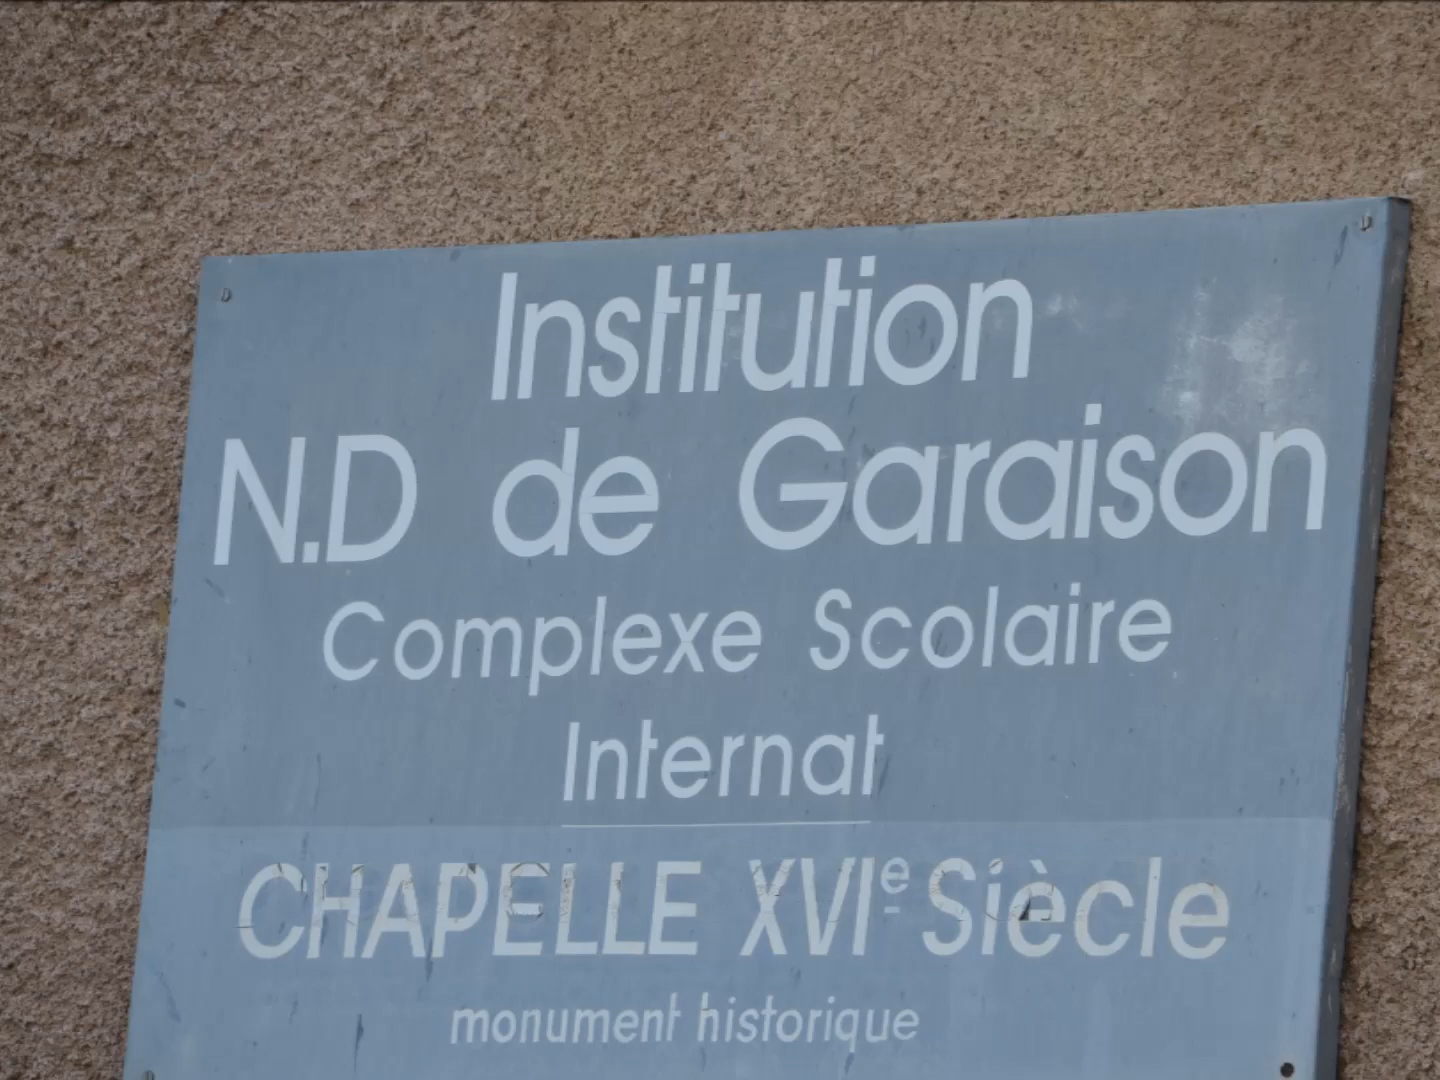 Institution
N.D de Garaison
Complexe Scolaire
Internat
CHAPELLE XVIe Siècle
monument historique